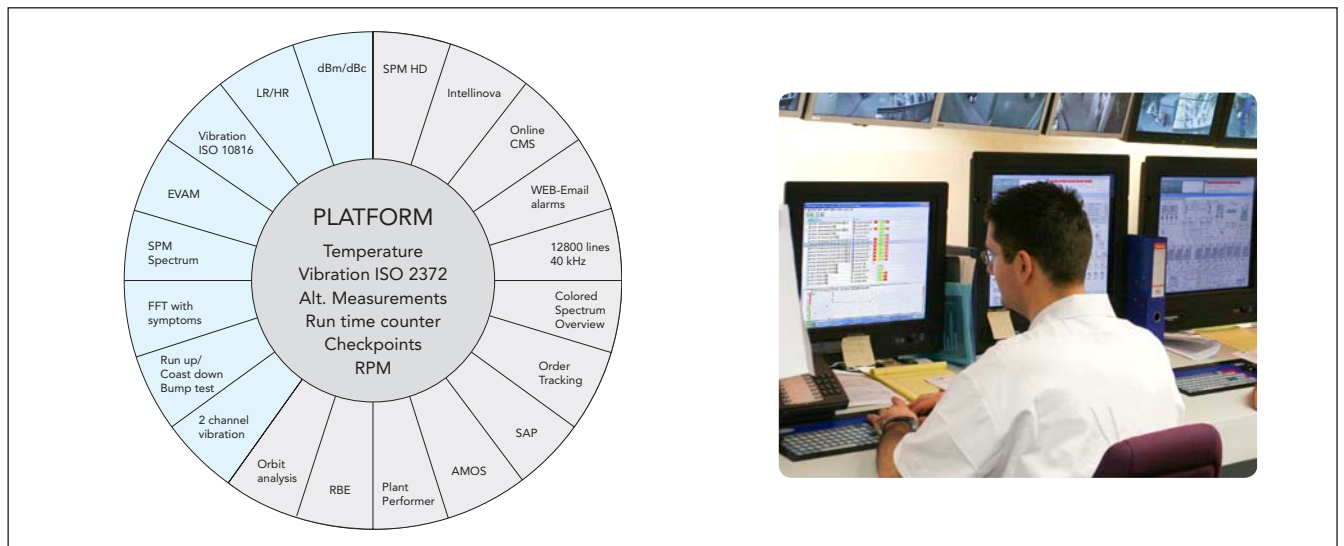 dBm/dBc
SPM HD
Intellinova
Online
CMS
WEB-Email
alarms
12800 lines
40 kHz
Colored
Spectrum
Overview
Order
Tracking
SAP
AMOS
Plant
Performer
RBE
Orbit
analysis
2 channel
vibration
Run up/
Coast down
Bump test
FFT with
symptoms
SPM
Spectrum
EVAM
Vibration
ISO 10816
LR/HR
PLATFORM
Temperature
Vibration ISO 2372
Alt. Measurements
Run time counter
Checkpoints
RPM